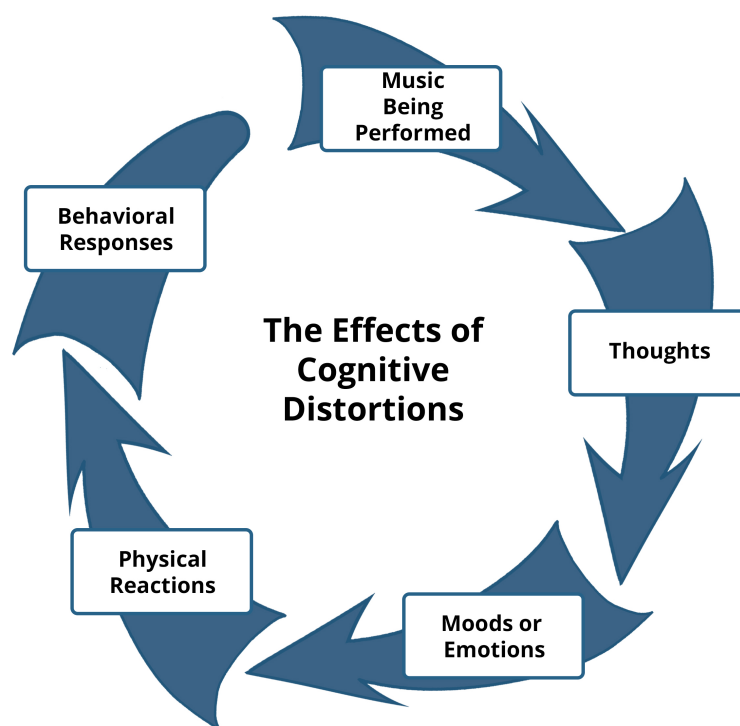 Music
Being
Performed
Thoughts
Moods or
Emotions
Physical
Reactions
Behavioral
Responses
The Effects of
Cognitive
Distortions